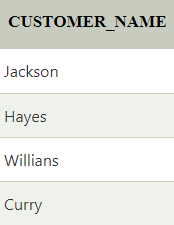 CUSTOMER_NAME
Jackson
Hayes
Willians
Curry